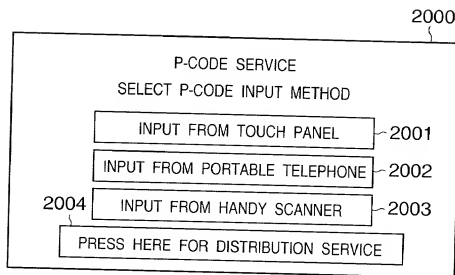 2000
P-CODE SERVICE
SELECT P-CODE INPUT METHOD
INPUT FROM TOUCH PANEL 2001
INPUT FROM PORTABLE TELEPHONE 2002
2004 INPUT FROM HANDY SCANNER 2003
PRESS HERE FOR DISTRIBUTION SERVICE